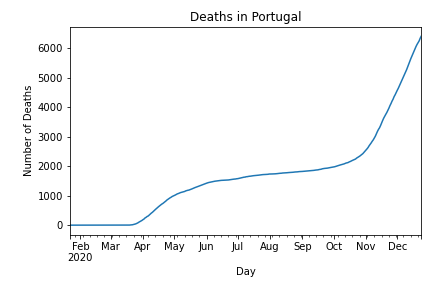 Deaths in Portugal
Number of Deaths
6000
5000
4000
3000
2000
1000
0
Feb Mar Apr May Jun Jul Aug Sep Oct Nov Dec
2020
Day